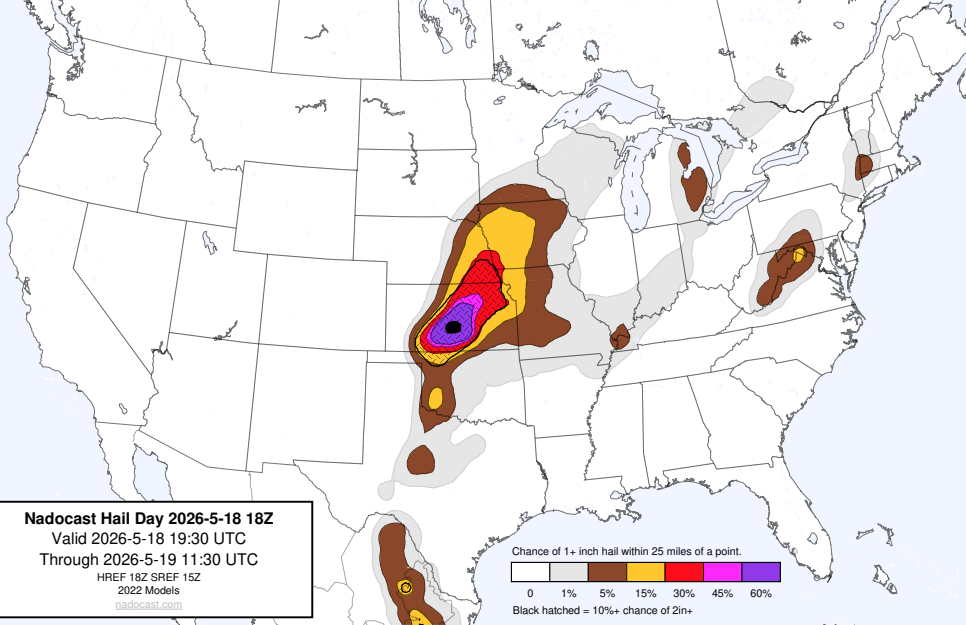 Nadocast Hail Day 2026-5-18 18Z
Valid 2026-5-18 19:30 UTC
Through 2026-5-19 11:30 UTC
HREF 18Z SREF 15Z
2022 Models
nadocast.com
Chance of 1+ inch hail within 25 miles of a point.
0 1% 5% 15% 30% 45% 60%
Black hatched = 10%+ chance of 2in+